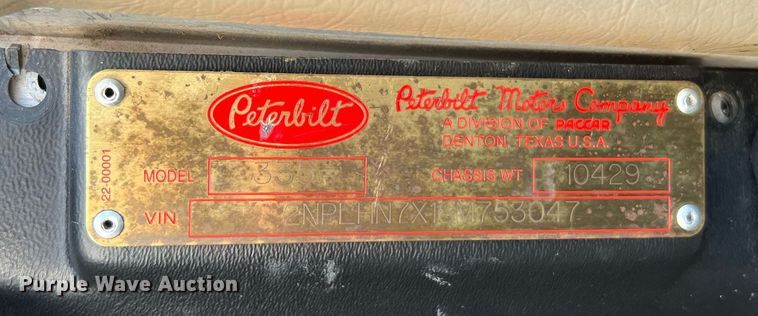 Peterbilt
Peterbilt Motors Company
A DIVISION OF PACCAR
DENTON, TEXAS U.S.A.
MODEL
CHASSIS WT 10429
VIN
22 00001
Purple Wave Auction